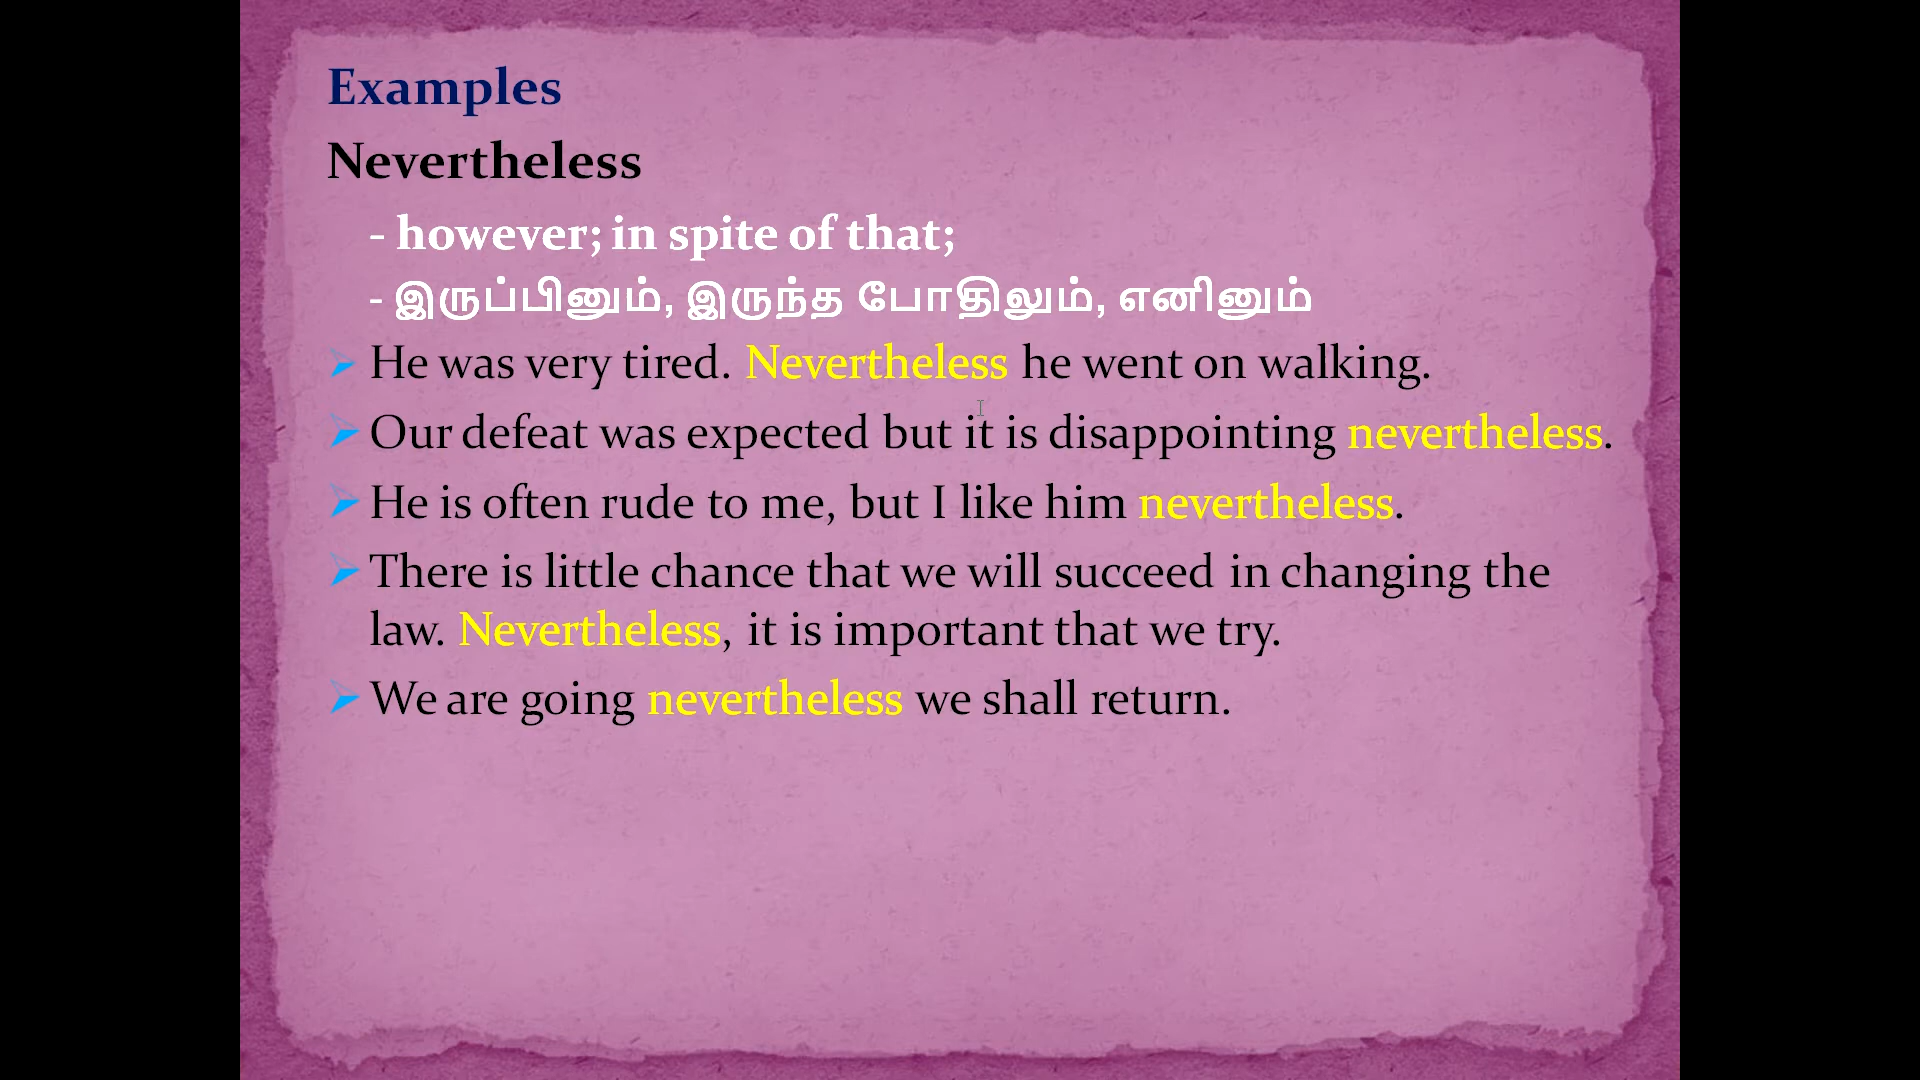 Examples
Nevertheless
- however; in spite of that;
- இருப்பினும், இருந்த போதிலும், எனினும்
➢ He was very tired. Nevertheless he went on walking.
➢ Our defeat was expected but it is disappointing nevertheless.
➢ He is often rude to me, but I like him nevertheless.
➢ There is little chance that we will succeed in changing the
law. Nevertheless, it is important that we try.
➢ We are going nevertheless we shall return.